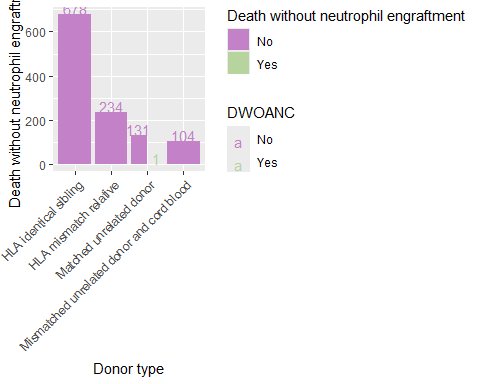 Death without neutrophil engraftm
600
400
200
0
678
234
131
1
104
HLA identical sibling
HLA mismatch relative
Matched unrelated donor
Mismatched unrelated donor and cord blood
Donor type
Death without neutrophil engraftment
No
Yes
DWOANC
a No
a Yes